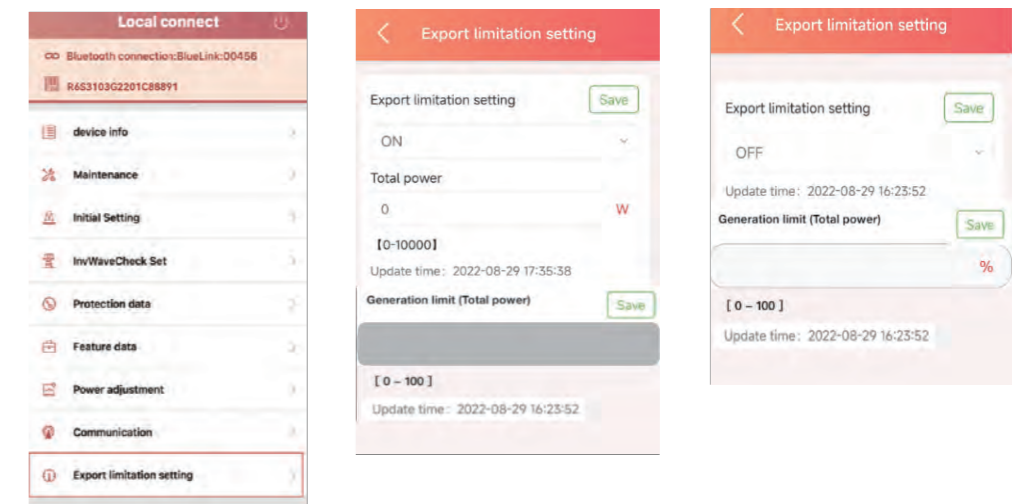 Local connect
Bluetooth connection:BlueLink:00456
R6S3103G2201C88891
device info
Maintenance
Initial Setting
InvWaveCheck Set
Protection data
Feature data
Power adjustment
Communication
Export limitation setting
Export limitation setting
Export limitation setting
Save
ON
Total power
0
W
【0-10000】
Update time：2022-08-29 17:35:38
Generation limit (Total power)
Save
[ 0 – 100 ]
Update time：2022-08-29 16:23:52
Export limitation setting
Export limitation setting
Save
OFF
Update time：2022-08-29 16:23:52
Generation limit (Total power)
Save
%
[ 0 – 100 ]
Update time：2022-08-29 16:23:52